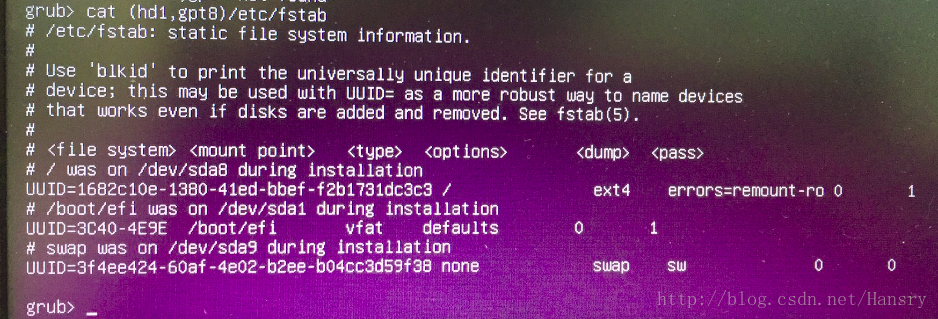 grub> cat (hd1,gpt8)/etc/fstab
# /etc/fstab: static file system information.
#
# Use 'blkid' to print the universally unique identifier for a
# device; this may be used with UUID= as a more robust way to name devices
# that works even if disks are added and removed. See fstab(5).
#
# <file system> <mount point>   <type>  <options>       <dump>  <pass>
# / was on /dev/sda8 during installation
UUID=1682c10e-1380-41ed-bbef-f2b1731dc3c3 /               ext4    errors=remount-ro 0       1
# /boot/efi was on /dev/sda1 during installation
UUID=3C40-4E9E  /boot/efi       vfat    defaults        0       1
# swap was on /dev/sda9 during installation
UUID=3f4ee424-60af-4e02-b2ee-b04cc3d59f38 none            swap    sw              0       0
grub> _
http://blog.csdn.net/Hansry